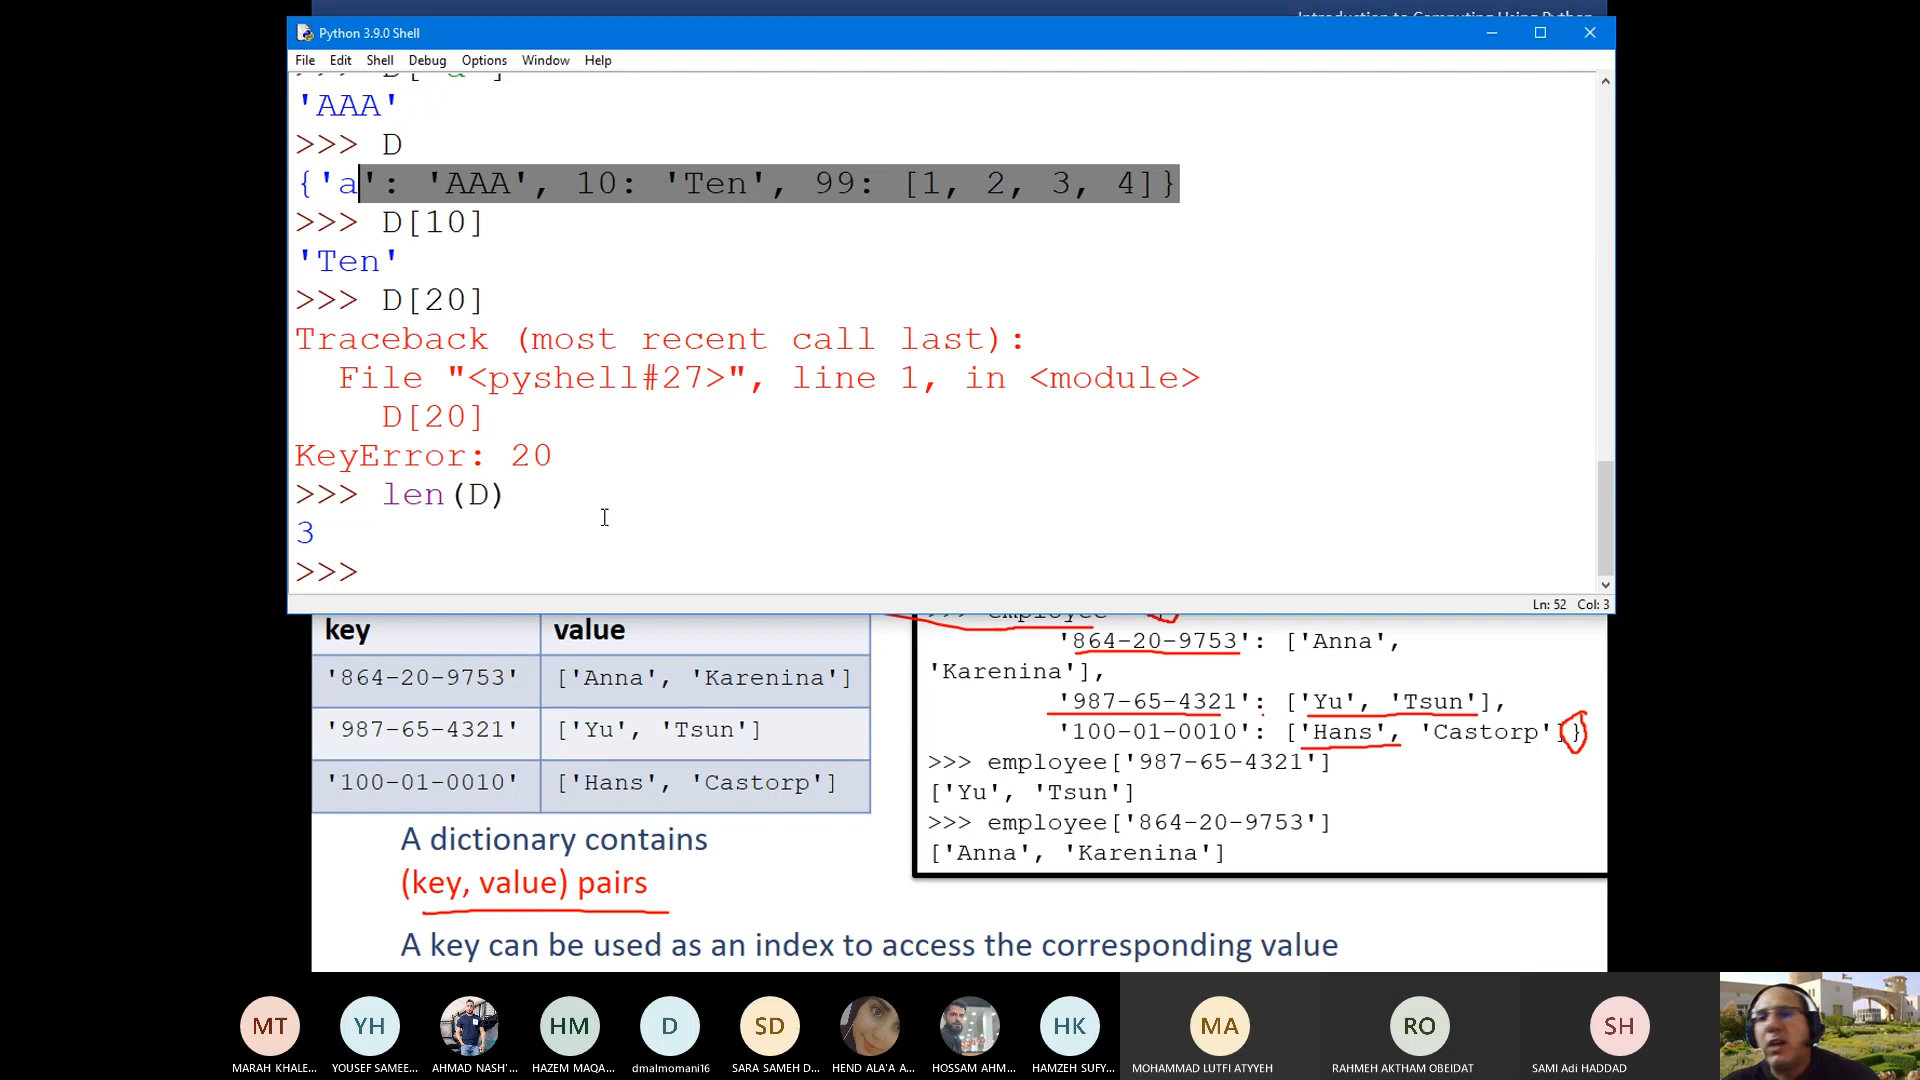 Introduction to Computing Using Python
Python 3.9.0 Shell
File Edit Shell Debug Options Window Help
'AAA'
>>> D
{'a': 'AAA', 10: 'Ten', 99: [1, 2, 3, 4]}
>>> D[10]
'Ten'
>>> D[20]
Traceback (most recent call last):
File "<pyshell#27>", line 1, in <module>
D[20]
KeyError: 20
>>> len(D)
3
>>>
Ln: 52 Col: 3
key value
'864-20-9753' ['Anna', 'Karenina']
'987-65-4321' ['Yu', 'Tsun']
'100-01-0010' ['Hans', 'Castorp']
>>> employee
'864-20-9753': ['Anna',
'Karenina'],
'987-65-4321': ['Yu', 'Tsun'],
'100-01-0010': ['Hans', 'Castorp']}
>>> employee['987-65-4321']
['Yu', 'Tsun']
>>> employee['864-20-9753']
['Anna', 'Karenina']
A dictionary contains
(key, value) pairs
A key can be used as an index to access the corresponding value
MT YH HM D SD HK MA RO SH
MARAH KHALE... YOUSEF SAMEE... AHMAD NASH'... HAZEM MAQA... dmalmomani16 SARA SAMEH D... HEND ALA'A A... HOSSAM AHM... HAMZEH SUFY... MOHAMMAD LUTFI ATYYEH RAHMEH AKTHAM OBEIDAT SAMI Adi HADDAD